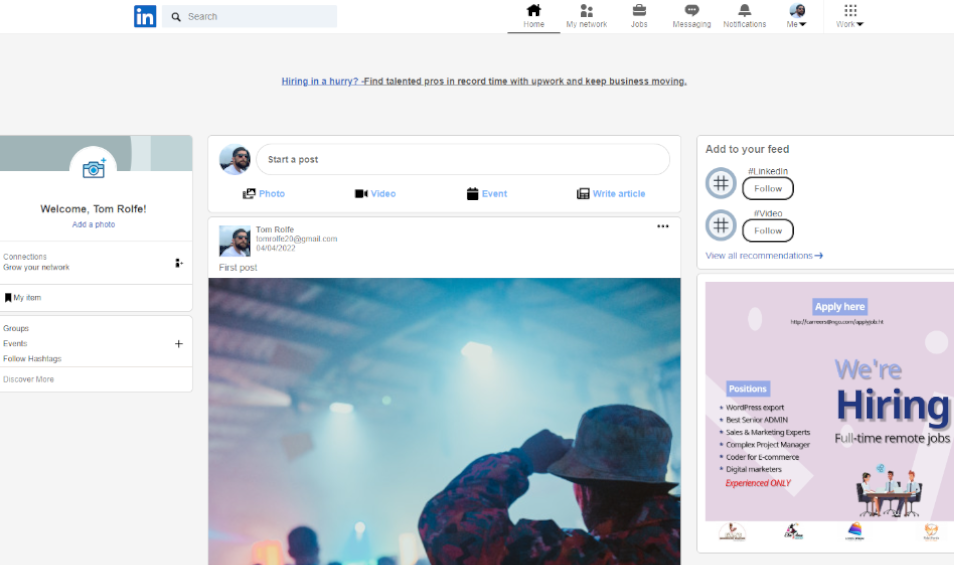 in
Search
Home
My network
Jobs
Messaging
Notifications
Me
Work
Hiring in a hurry? -Find talented pros in record time with upwork and keep business moving.
Welcome, Tom Rolfe!
Add a photo
Connections
Grow your network
My item
Groups
Events
Follow Hashtags
Discover More
Start a post
Photo
Video
Event
Write article
Tom Rolfe
tomrolfe20@gmail.com
04/04/2022
First post
Add to your feed
#LinkedIn
Follow
#Video
Follow
View all recommendations
Apply here
We're
Hiring
Full-time remote jobs
Positions
WordPress export
Best Senior ADMIN
Sales & Marketing Experts
Complex Project Manager
Coder for E-commerce
Digital marketers
Experienced ONLY